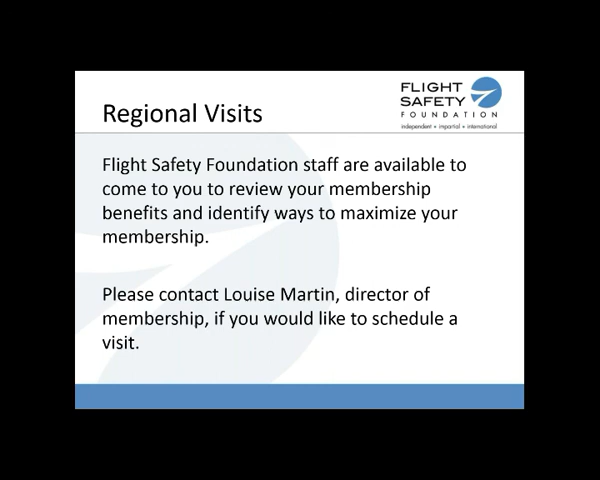 FLIGHT
SAFETY
FOUNDATION
independent • impartial • international
Regional Visits
Flight Safety Foundation staff are available to
come to you to review your membership
benefits and identify ways to maximize your
membership.
Please contact Louise Martin, director of
membership, if you would like to schedule a
visit.